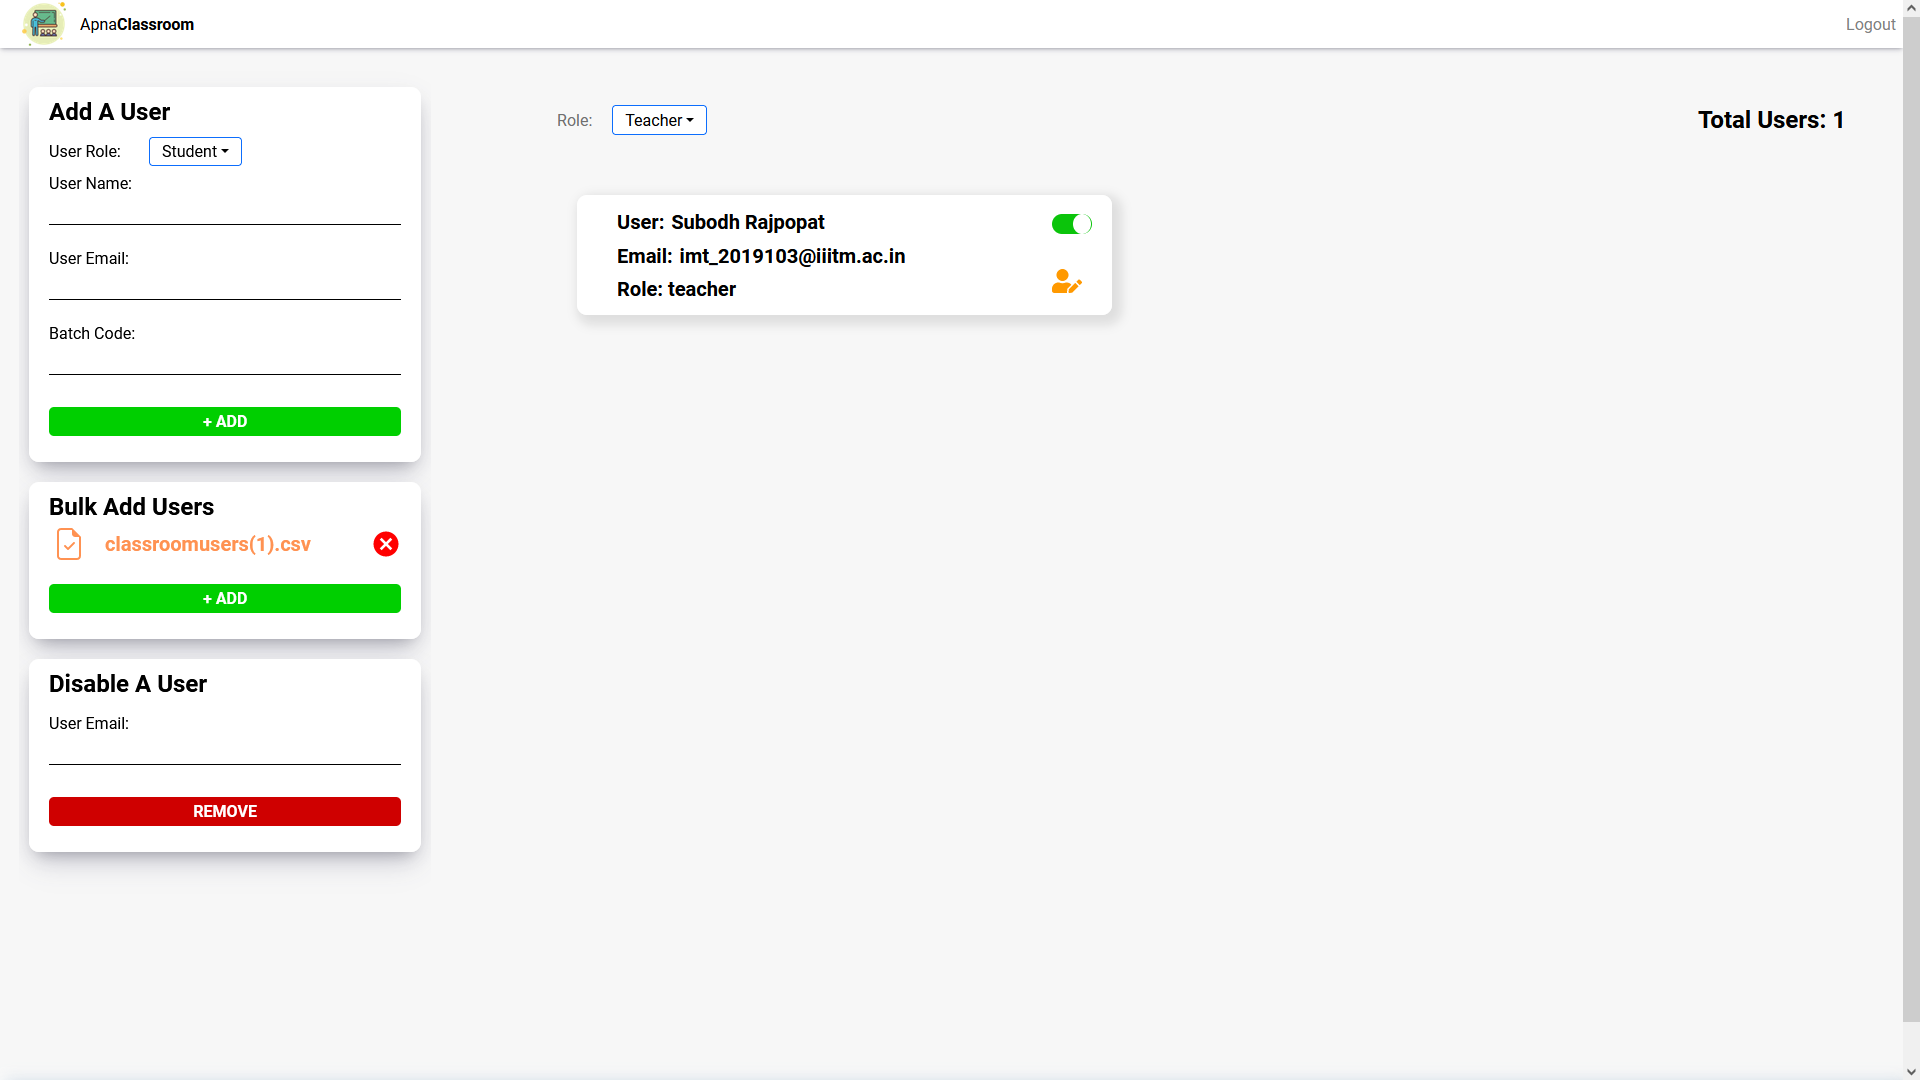 ApnaClassroom
Logout
Add A User
User Role: Student
User Name:
User Email:
Batch Code:
+ ADD
Bulk Add Users
classroomusers(1).csv
+ ADD
Disable A User
User Email:
REMOVE
Role: Teacher
Total Users: 1
User: Subodh Rajpopat
Email: imt_2019103@iiitm.ac.in
Role: teacher